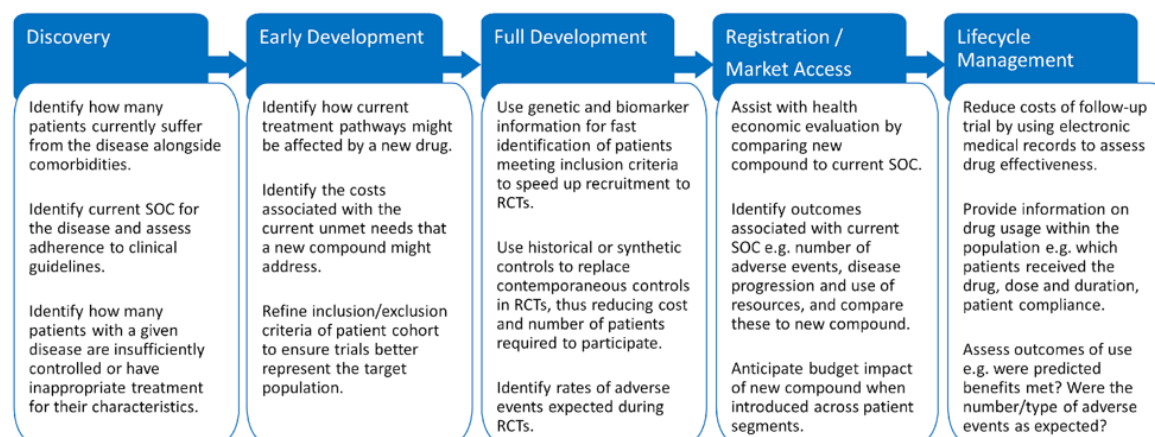 Discovery
Identify how many
patients currently suffer
from the disease alongside
comorbidities.
Identify current SOC for
the disease and assess
adherence to clinical
guidelines.
Identify how many
patients with a given
disease are insufficiently
controlled or have
inappropriate treatment
for their characteristics.
Early Development
Identify how current
treatment pathways might
be affected by a new drug.
Identify the costs
associated with the
current unmet needs that
a new compound might
address.
Refine inclusion/exclusion
criteria of patient cohort
to ensure trials better
represent the target
population.
Full Development
Use genetic and biomarker
information for fast
identification of patients
meeting inclusion criteria
to speed up recruitment to
RCTs.
Use historical or synthetic
controls to replace
contemporaneous controls
in RCTs, thus reducing cost
and number of patients
required to participate.
Identify rates of adverse
events expected during
RCTs.
Registration /
Market Access
Assist with health
economic evaluation by
comparing new
compound to current SOC.
Identify outcomes
associated with current
SOC e.g. number of
adverse events, disease
progression and use of
resources, and compare
these to new compound.
Anticipate budget impact
of new compound when
introduced across patient
segments.
Lifecycle
Management
Reduce costs of follow-up
trial by using electronic
medical records to assess
drug effectiveness.
Provide information on
drug usage within the
population e.g. which
patients received the
drug, dose and duration,
patient compliance.
Assess outcomes of use
e.g. were predicted
benefits met? Were the
number/type of adverse
events as expected?